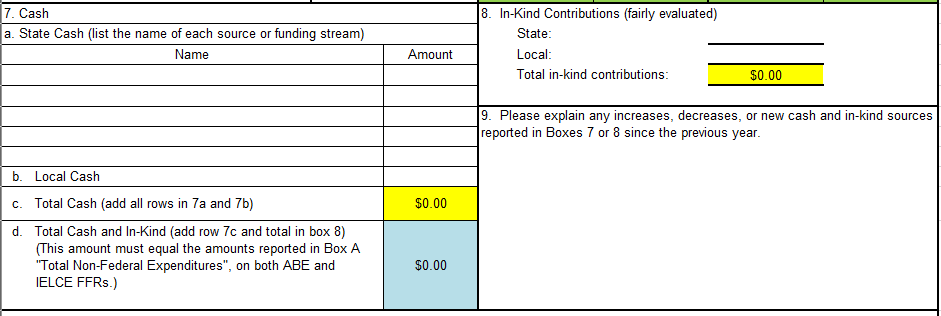 7. Cash
a. State Cash (list the name of each source or funding stream)
Name Amount
b. Local Cash
c. Total Cash (add all rows in 7a and 7b) $0.00
d. Total Cash and In-Kind (add row 7c and total in box 8)
(This amount must equal the amounts reported in Box A
"Total Non-Federal Expenditures", on both ABE and
IELCE FFRs.)
$0.00
8. In-Kind Contributions (fairly evaluated)
State:
Local:
Total in-kind contributions: $0.00
9. Please explain any increases, decreases, or new cash and in-kind sources
reported in Boxes 7 or 8 since the previous year.